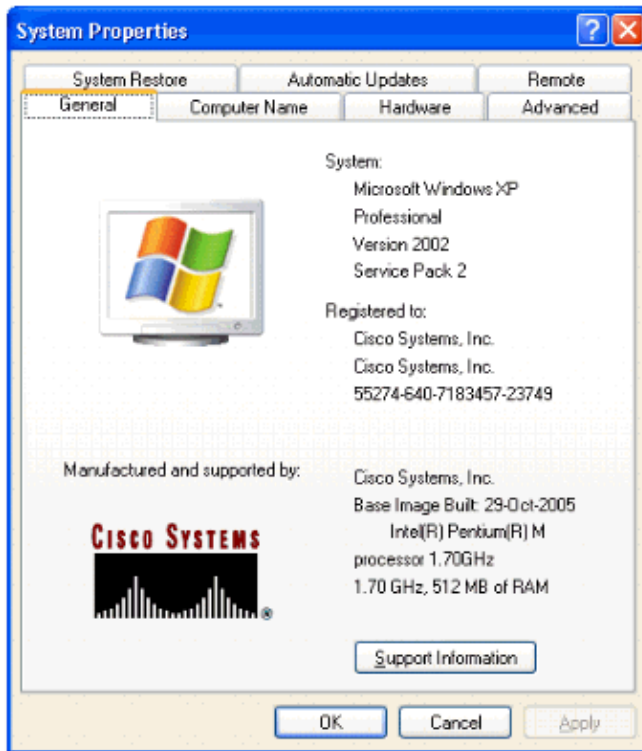 System Properties
System Restore Automatic Updates Remote
General Computer Name Hardware Advanced
System:
Microsoft Windows XP
Professional
Version 2002
Service Pack 2
Registered to:
Cisco Systems, Inc.
Cisco Systems, Inc.
55274-640-7183457-23749
Manufactured and supported by:
CISCO SYSTEMS
®
Cisco Systems, Inc.
Base Image Built: 29-Oct-2005
Intel(R) Pentium(R) M
processor 1.70GHz
1.70 GHz, 512 MB of RAM
Support Information
OK Cancel Apply